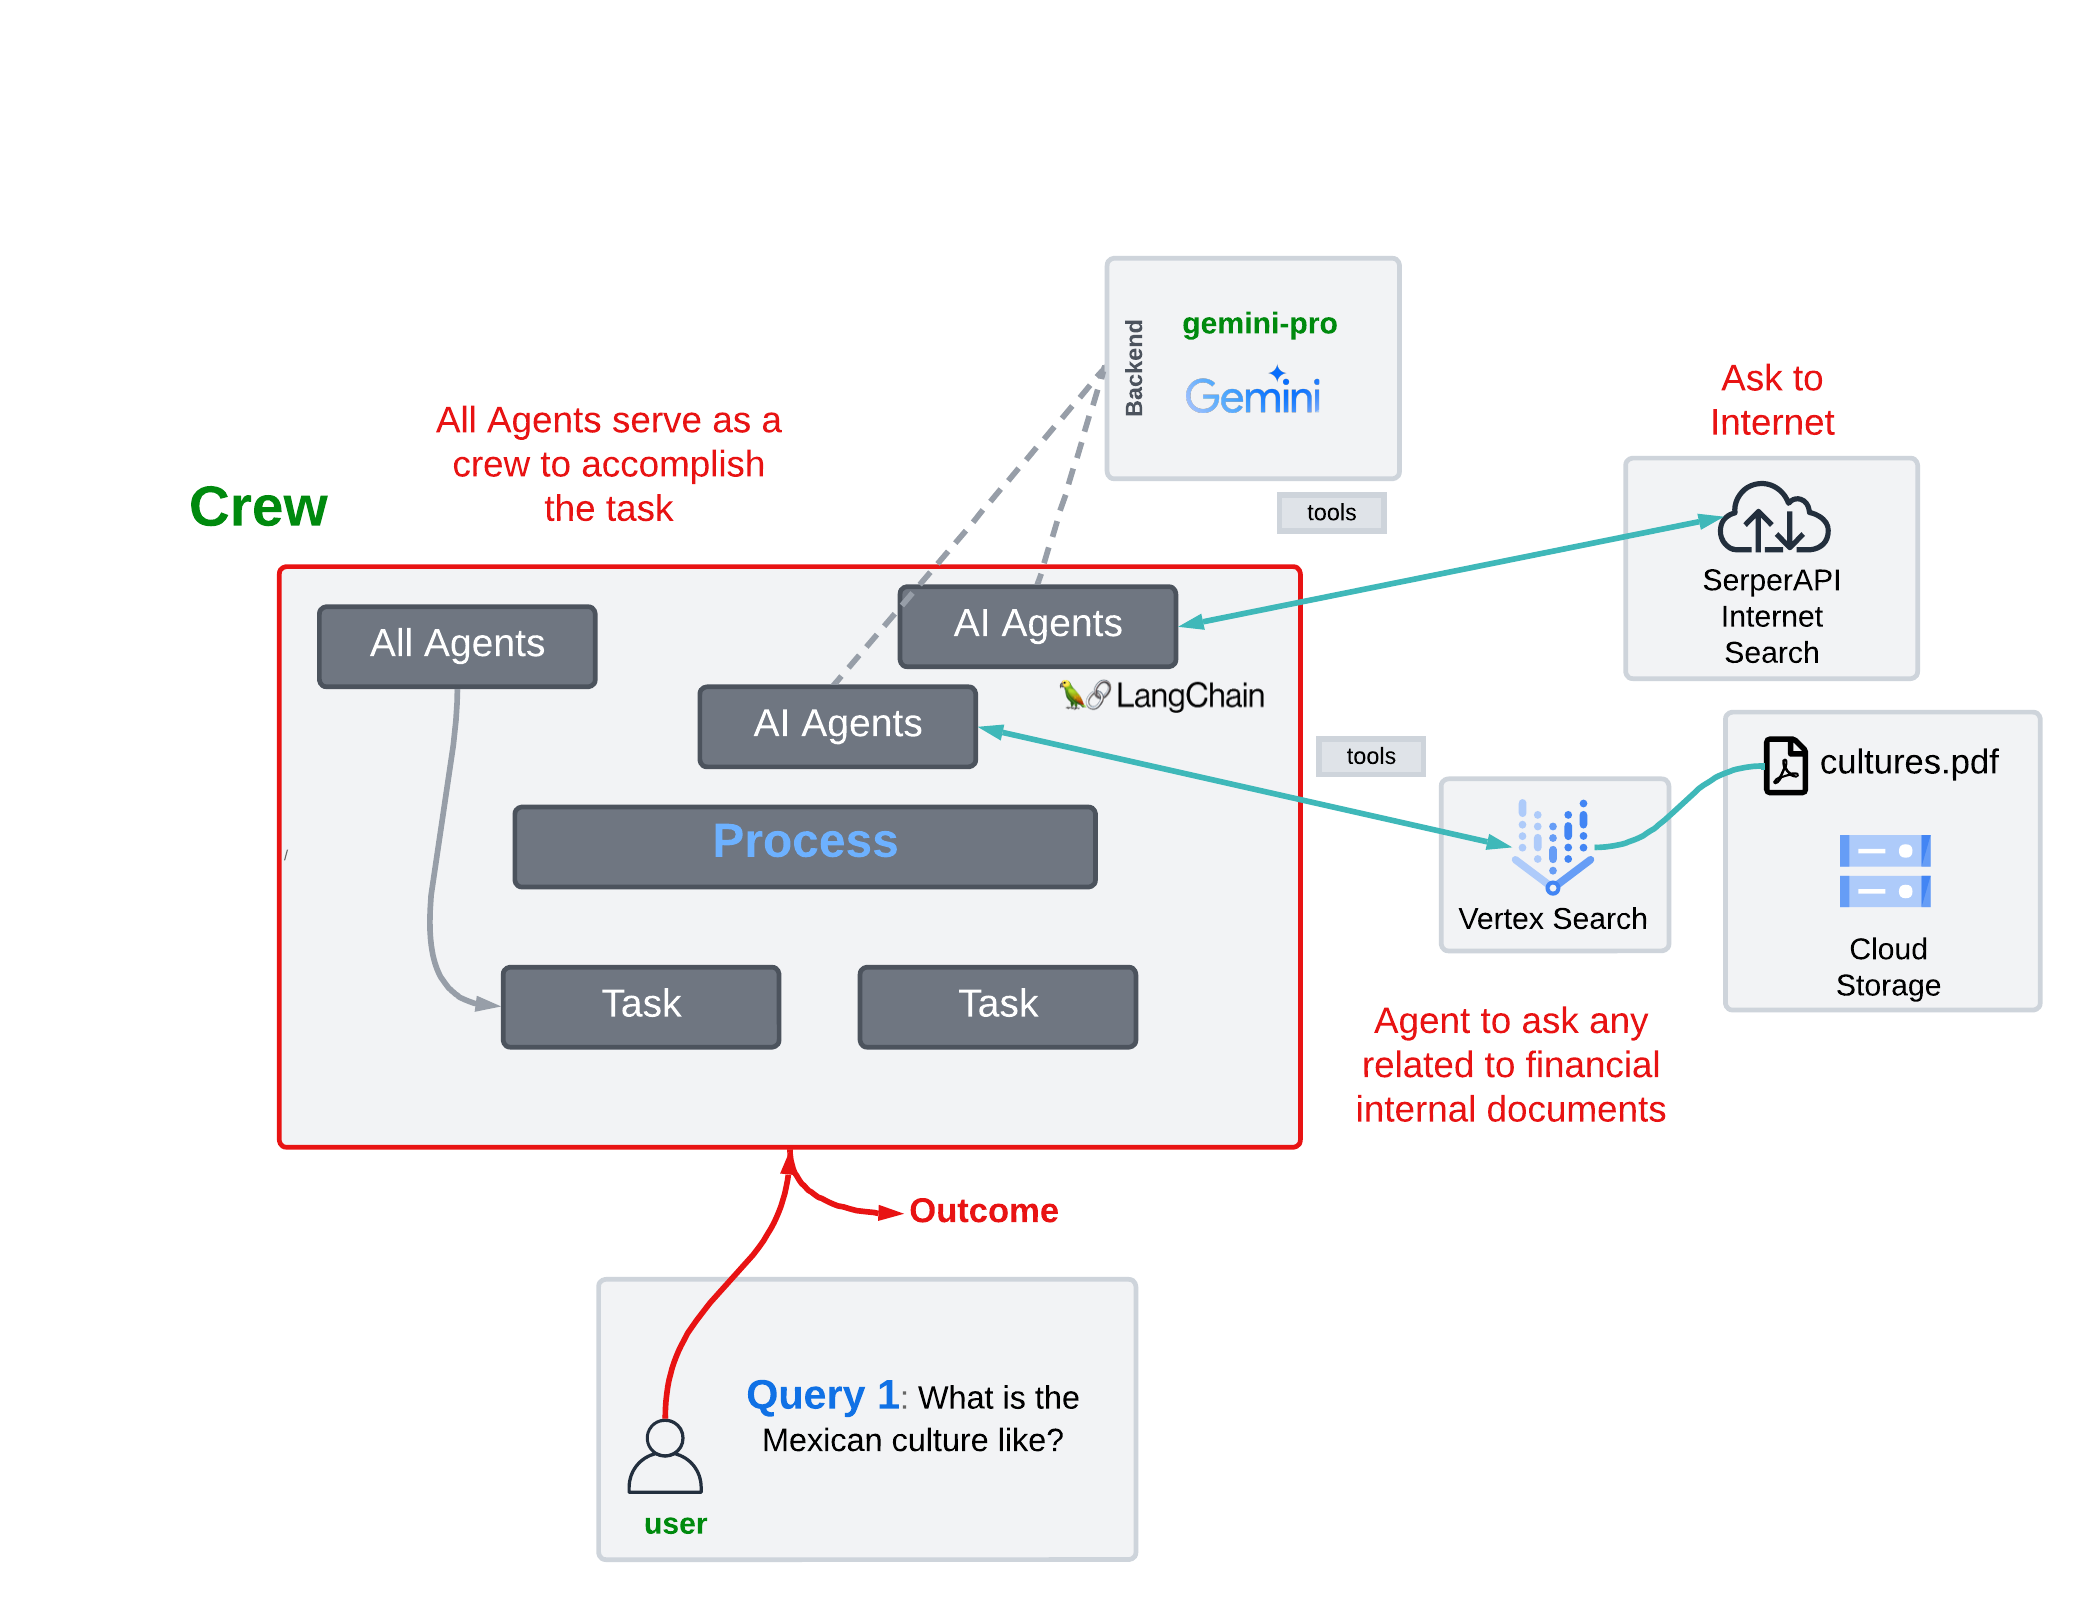 Backend
gemini-pro
Gemini
Ask to
Internet
All Agents serve as a
crew to accomplish
the task
Crew
tools
SerperAPI
Internet
Search
All Agents
AI Agents
LangChain
AI Agents
tools
cultures.pdf
Process
/
Vertex Search
Cloud
Storage
Task
Task
Agent to ask any
related to financial
internal documents
Outcome
Query 1: What is the
Mexican culture like?
user